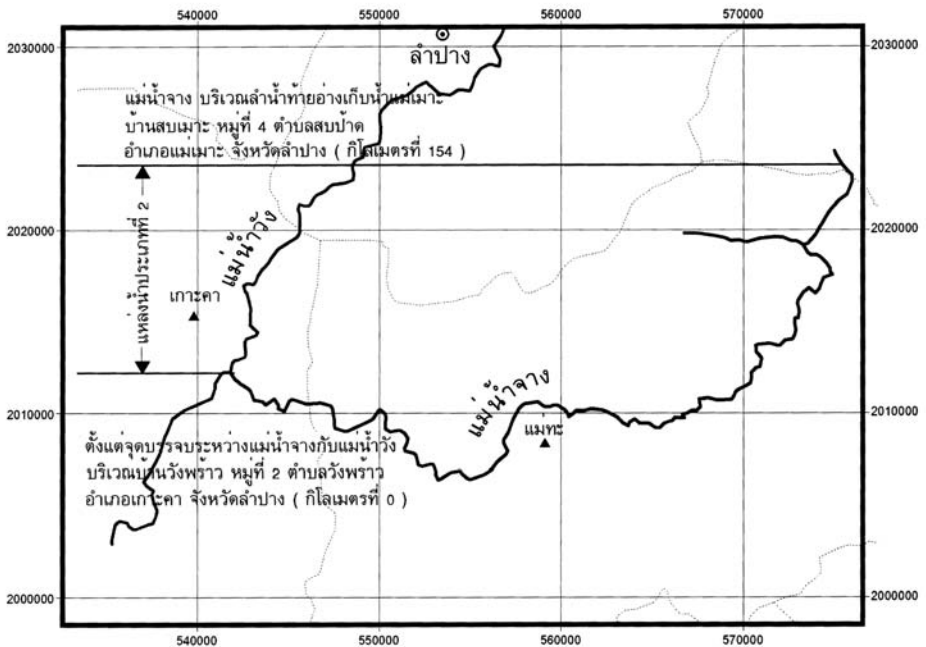 540000 550000 560000 570000
2030000 2030000
ลำปาง
แม่น้ำจาง บริเวณลำน้ำท้ายอ่างเก็บน้ำแม่เมาะ
บ้านสบเมาะ หมู่ที่ 4 ตำบลสบป้าด
อำเภอแม่เมาะ จังหวัดลำปาง ( กิโลเมตรที่ 154 )
แหล่งน้ำประเภทที่ 2
แม่น้ำวัง
2020000 2020000
เกาะคา
แม่น้ำจาง
2010000 2010000
แม่ทะ
ตั้งแต่จุดบรรจบระหว่างแม่น้ำจางกับแม่น้ำวัง
บริเวณบ้านวังพร้าว หมู่ที่ 2 ตำบลวังพร้าว
อำเภอเกาะคา จังหวัดลำปาง ( กิโลเมตรที่ 0 )
2000000 2000000
540000 550000 560000 570000